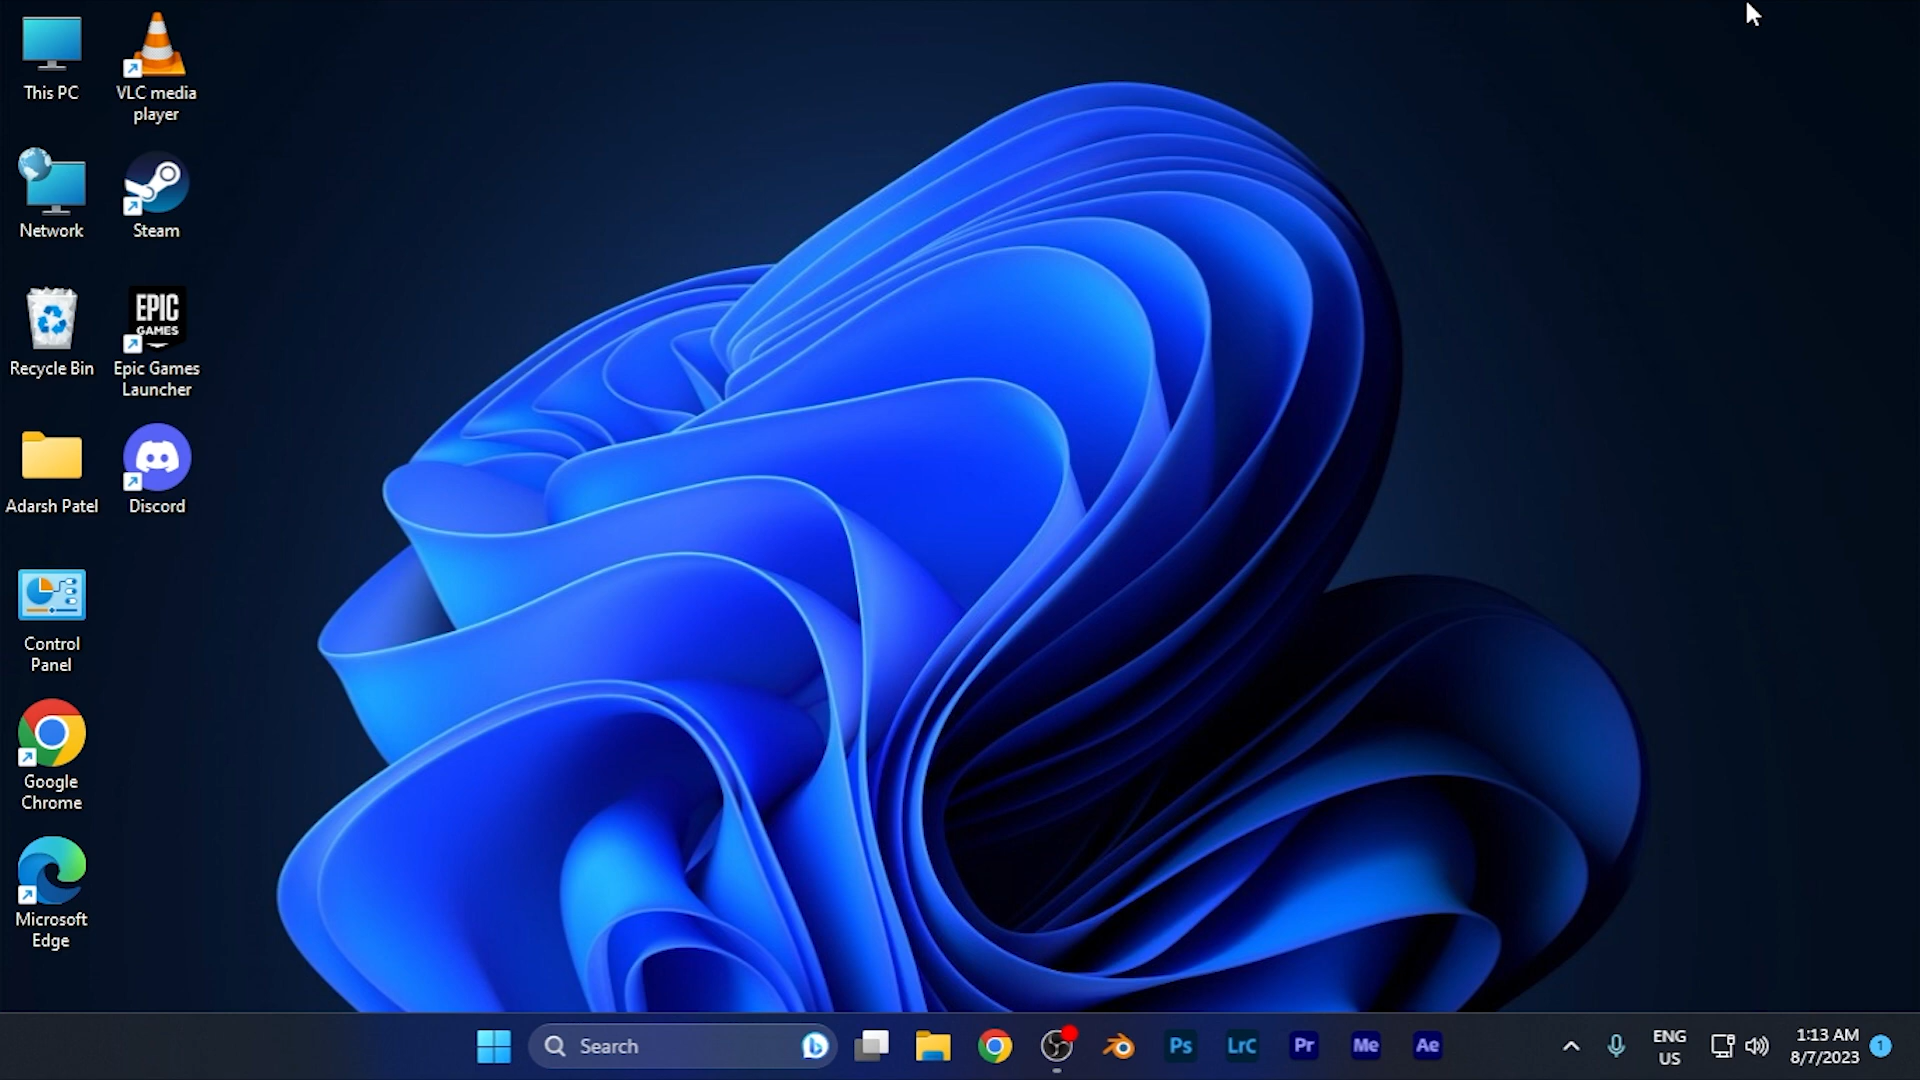 This PC
VLC media
player
Network
Steam
Recycle Bin
EPIC
GAMES
Epic Games
Launcher
Adarsh Patel
Discord
Control
Panel
Google
Chrome
Microsoft
Edge
Search
Ps
LrC
Pr
Me
Ae
ENG
US
1:13 AM
8/7/2023
1